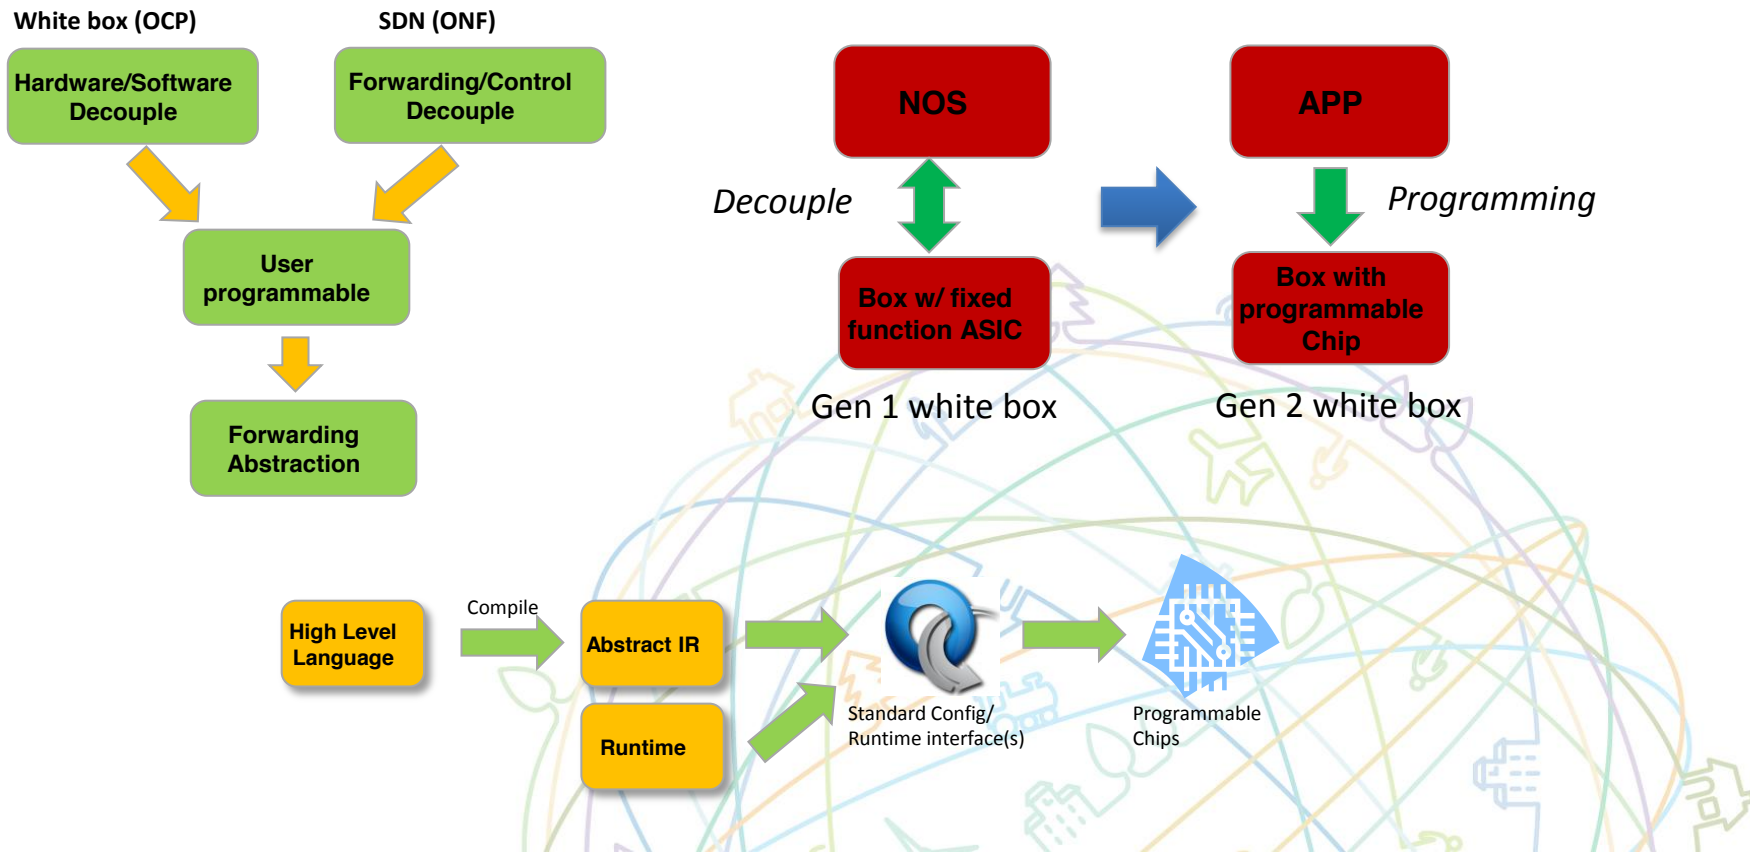 White box (OCP)
SDN (ONF)
Hardware/Software
Decouple
Forwarding/Control
Decouple
User
programmable
Forwarding
Abstraction
NOS
Decouple
Box w/ fixed
function ASIC
Gen 1 white box
APP
Programming
Box with
programmable
Chip
Gen 2 white box
High Level
Language
Compile
Abstract IR
Runtime
Standard Config/
Runtime interface(s)
Programmable
Chips